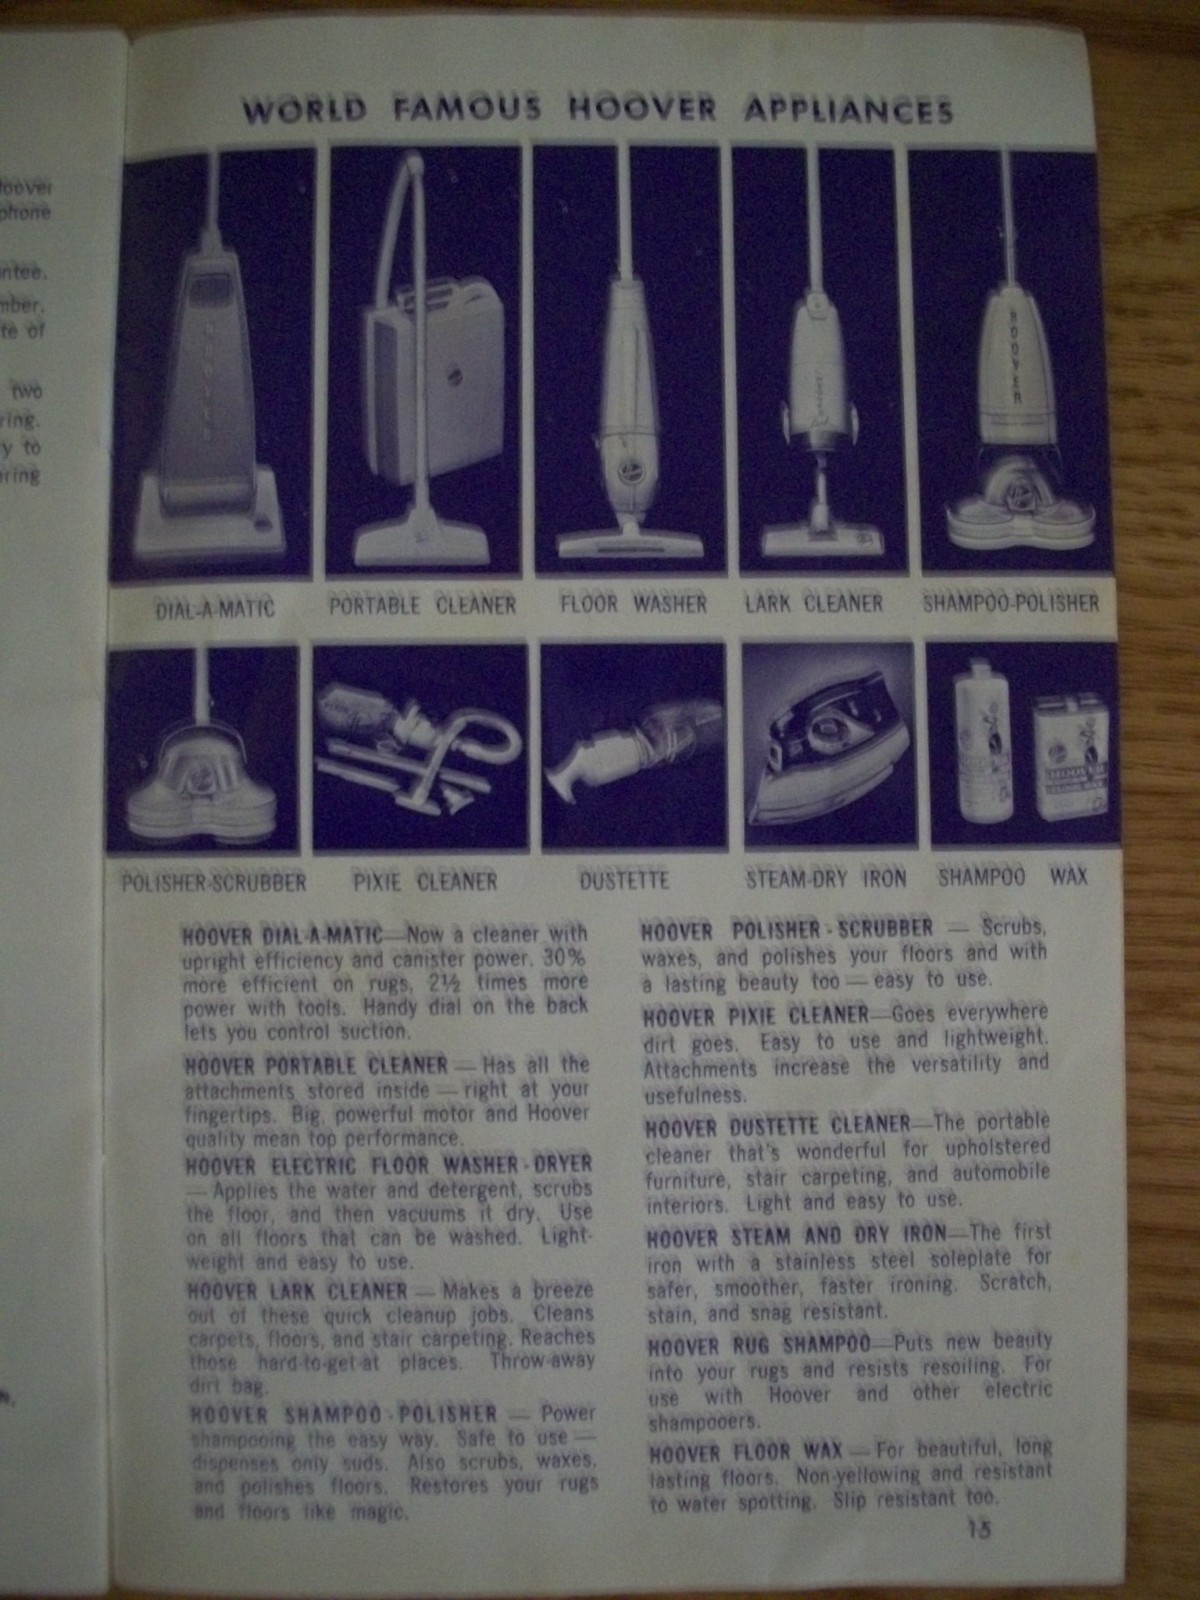 Hoover
phone
ntee.
mber.
te of
two
ring.
y to
ring
WORLD FAMOUS HOOVER APPLIANCES
HOOVER
DIAL-A-MATIC
PORTABLE CLEANER
FLOOR WASHER
LARK CLEANER
SHAMPOO-POLISHER
POLISHER-SCRUBBER
PIXIE CLEANER
DUSTETTE
STEAM-DRY IRON
SHAMPOO WAX
HOOVER DIAL-A-MATIC—Now a cleaner with
upright efficiency and canister power. 30%
more efficient on rugs, 2½ times more
power with tools. Handy dial on the back
lets you control suction.
HOOVER PORTABLE CLEANER — Has all the
attachments stored inside — right at your
fingertips. Big, powerful motor and Hoover
quality mean top performance.
HOOVER ELECTRIC FLOOR WASHER-DRYER
— Applies the water and detergent, scrubs
the floor, and then vacuums it dry. Use
on all floors that can be washed. Light-
weight and easy to use.
HOOVER LARK CLEANER — Makes a breeze
out of these quick cleanup jobs. Cleans
carpets, floors, and stair carpeting. Reaches
those hard-to-get-at places. Throw-away
dirt bag.
HOOVER SHAMPOO-POLISHER — Power
shampooing the easy way. Safe to use —
dispenses only suds. Also scrubs, waxes,
and polishes floors. Restores your rugs
and floors like magic.
HOOVER POLISHER-SCRUBBER — Scrubs,
waxes, and polishes your floors and with
a lasting beauty too — easy to use.
HOOVER PIXIE CLEANER—Goes everywhere
dirt goes. Easy to use and lightweight.
Attachments increase the versatility and
usefulness.
HOOVER DUSTETTE CLEANER—The portable
cleaner that's wonderful for upholstered
furniture, stair carpeting, and automobile
interiors. Light and easy to use.
HOOVER STEAM AND DRY IRON—The first
iron with a stainless steel soleplate for
safer, smoother, faster ironing. Scratch,
stain, and snag resistant.
HOOVER RUG SHAMPOO—Puts new beauty
into your rugs and resists resoiling. For
use with Hoover and other electric
shampooers.
HOOVER FLOOR WAX — For beautiful, long
lasting floors. Non-yellowing and resistant
to water spotting. Slip resistant too.
15